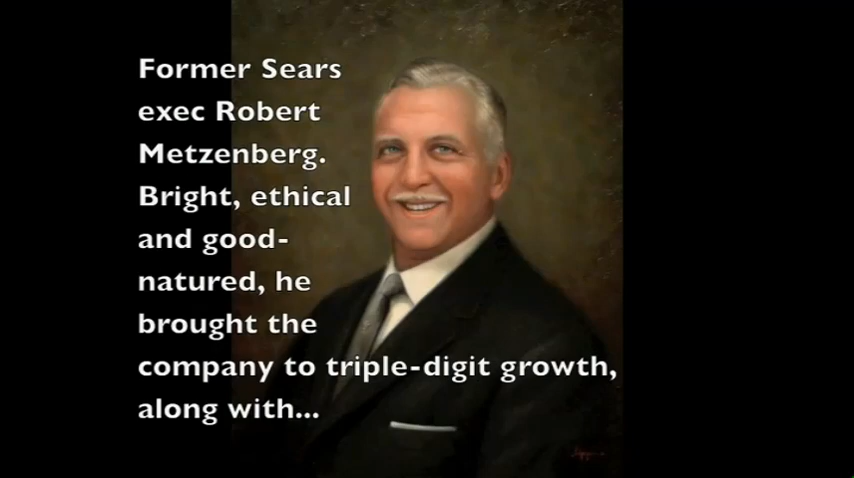 Former Sears
exec Robert
Metzenberg.
Bright, ethical
and good-
natured, he
brought the
company to triple-digit growth,
along with...